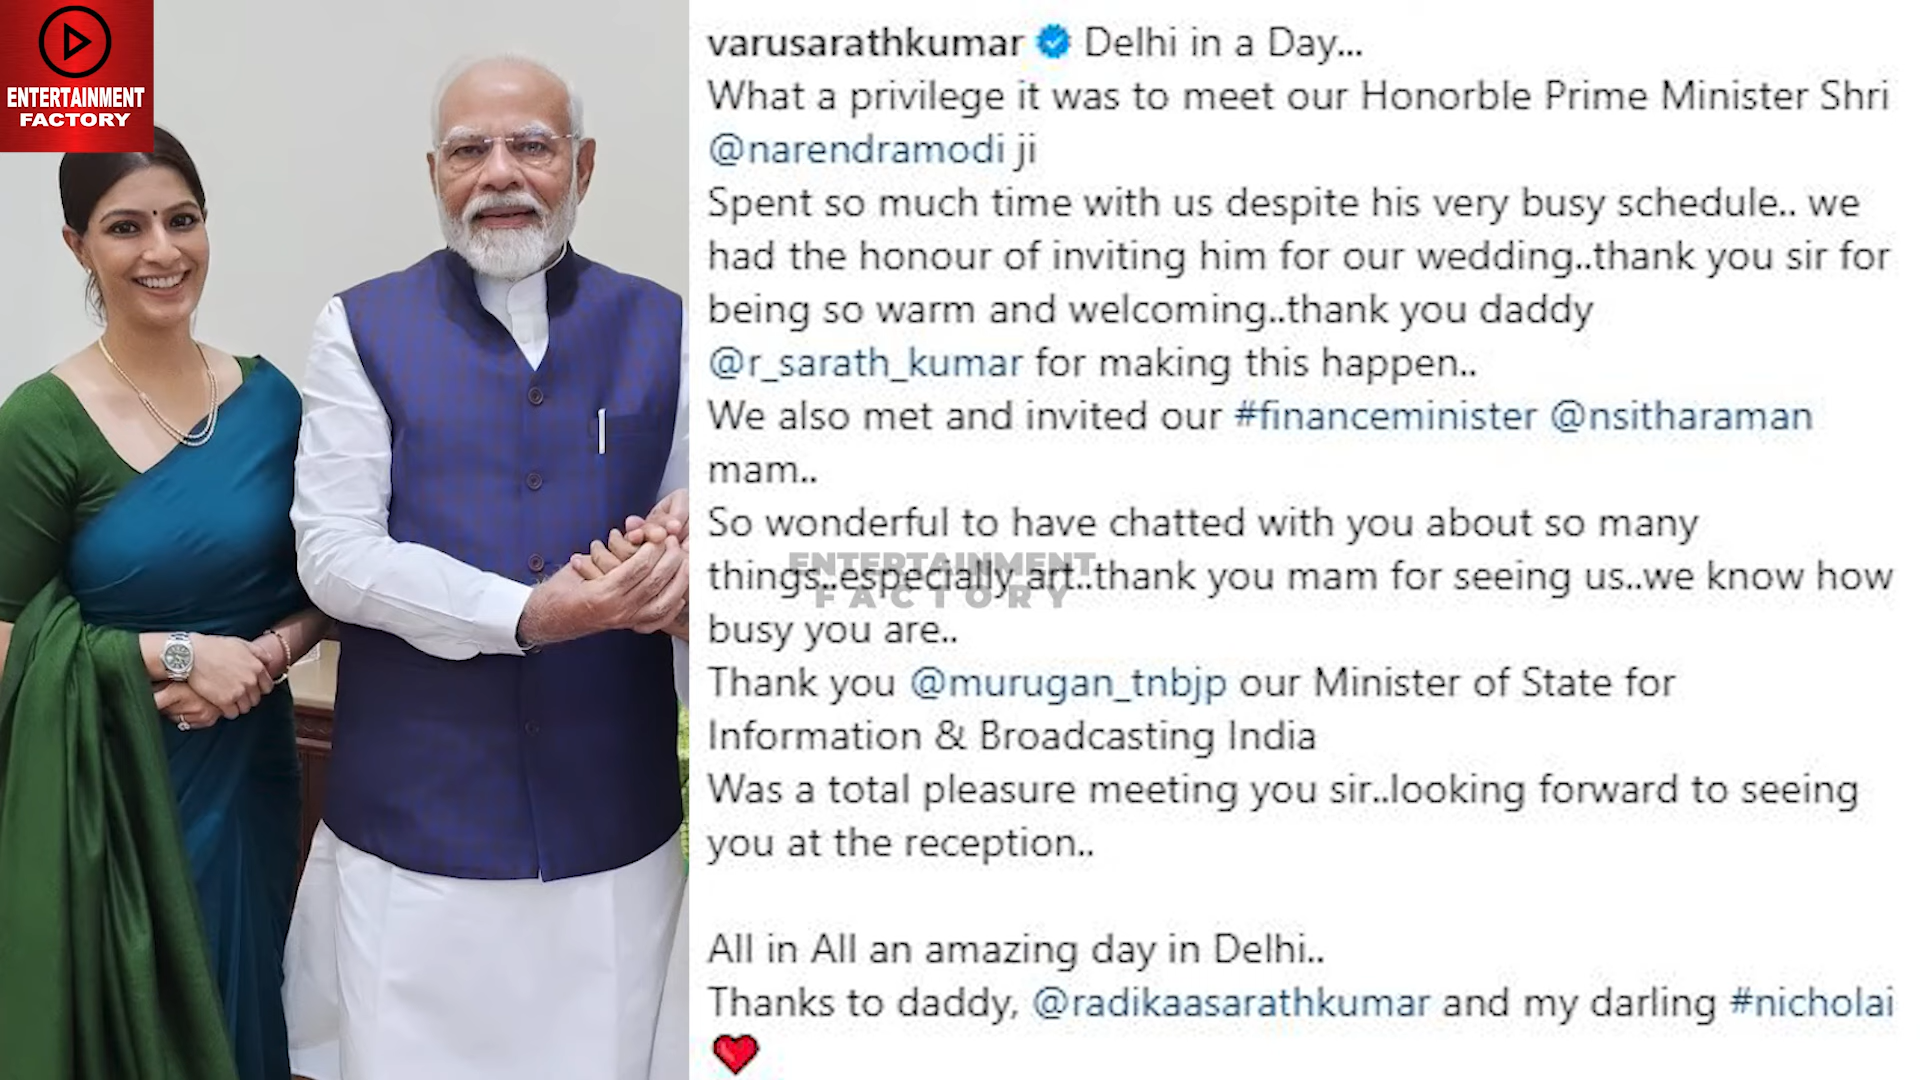 ENTERTAINMENT
FACTORY
varusarathkumar Delhi in a Day...
What a privilege it was to meet our Honorble Prime Minister Shri
@narendramodi ji
Spent so much time with us despite his very busy schedule.. we
had the honour of inviting him for our wedding..thank you sir for
being so warm and welcoming..thank you daddy
@r_sarath_kumar for making this happen..
We also met and invited our #financeminister @nsitharaman
mam..
So wonderful to have chatted with you about so many
ENTERTAINMENT
things..especially art..thank you mam for seeing us..we know how
FACTORY
busy you are..
Thank you @murugan_tnbjp our Minister of State for
Information & Broadcasting India
Was a total pleasure meeting you sir..looking forward to seeing
you at the reception..
All in All an amazing day in Delhi..
Thanks to daddy, @radikaasarathkumar and my darling #nicholai
❤️